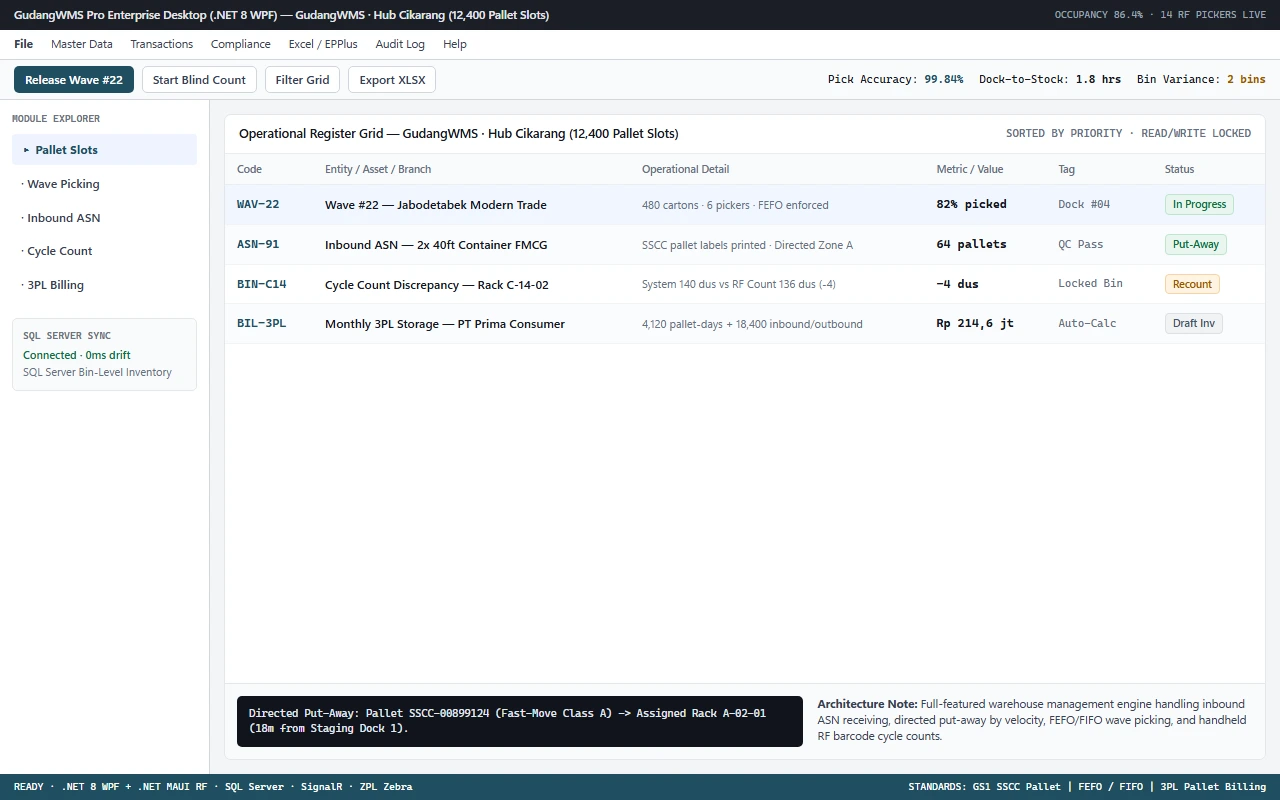 GudangWMS Pro Enterprise Desktop (.NET 8 WPF) — GudangWMS · Hub Cikarang (12,400 Pallet Slots)
OCCUPANCY 86.4% · 14 RF PICKERS LIVE
File Master Data Transactions Compliance Excel / EPPlus Audit Log Help
Release Wave #22 Start Blind Count Filter Grid Export XLSX
Pick Accuracy: 99.84% Dock-to-Stock: 1.8 hrs Bin Variance: 2 bins
MODULE EXPLORER
▸ Pallet Slots
· Wave Picking
· Inbound ASN
· Cycle Count
· 3PL Billing
SQL SERVER SYNC
Connected · 0ms drift
SQL Server Bin-Level Inventory
Operational Register Grid — GudangWMS · Hub Cikarang (12,400 Pallet Slots)
SORTED BY PRIORITY · READ/WRITE LOCKED
Code Entity / Asset / Branch Operational Detail Metric / Value Tag Status
WAV-22 Wave #22 — Jabodetabek Modern Trade 480 cartons · 6 pickers · FEFO enforced 82% picked Dock #04 In Progress
ASN-91 Inbound ASN — 2x 40ft Container FMCG SSCC pallet labels printed · Directed Zone A 64 pallets QC Pass Put-Away
BIN-C14 Cycle Count Discrepancy — Rack C-14-02 System 140 dus vs RF Count 136 dus (-4) -4 dus Locked Bin Recount
BIL-3PL Monthly 3PL Storage — PT Prima Consumer 4,120 pallet-days + 18,400 inbound/outbound Rp 214,6 jt Auto-Calc Draft Inv
Directed Put-Away: Pallet SSCC-00899124 (Fast-Move Class A) -> Assigned Rack A-02-01
(18m from Staging Dock 1).
Architecture Note: Full-featured warehouse management engine handling inbound
ASN receiving, directed put-away by velocity, FEFO/FIFO wave picking, and handheld
RF barcode cycle counts.
READY · .NET 8 WPF + .NET MAUI RF · SQL Server · SignalR · ZPL Zebra
STANDARDS: GS1 SSCC Pallet | FEFO / FIFO | 3PL Pallet Billing